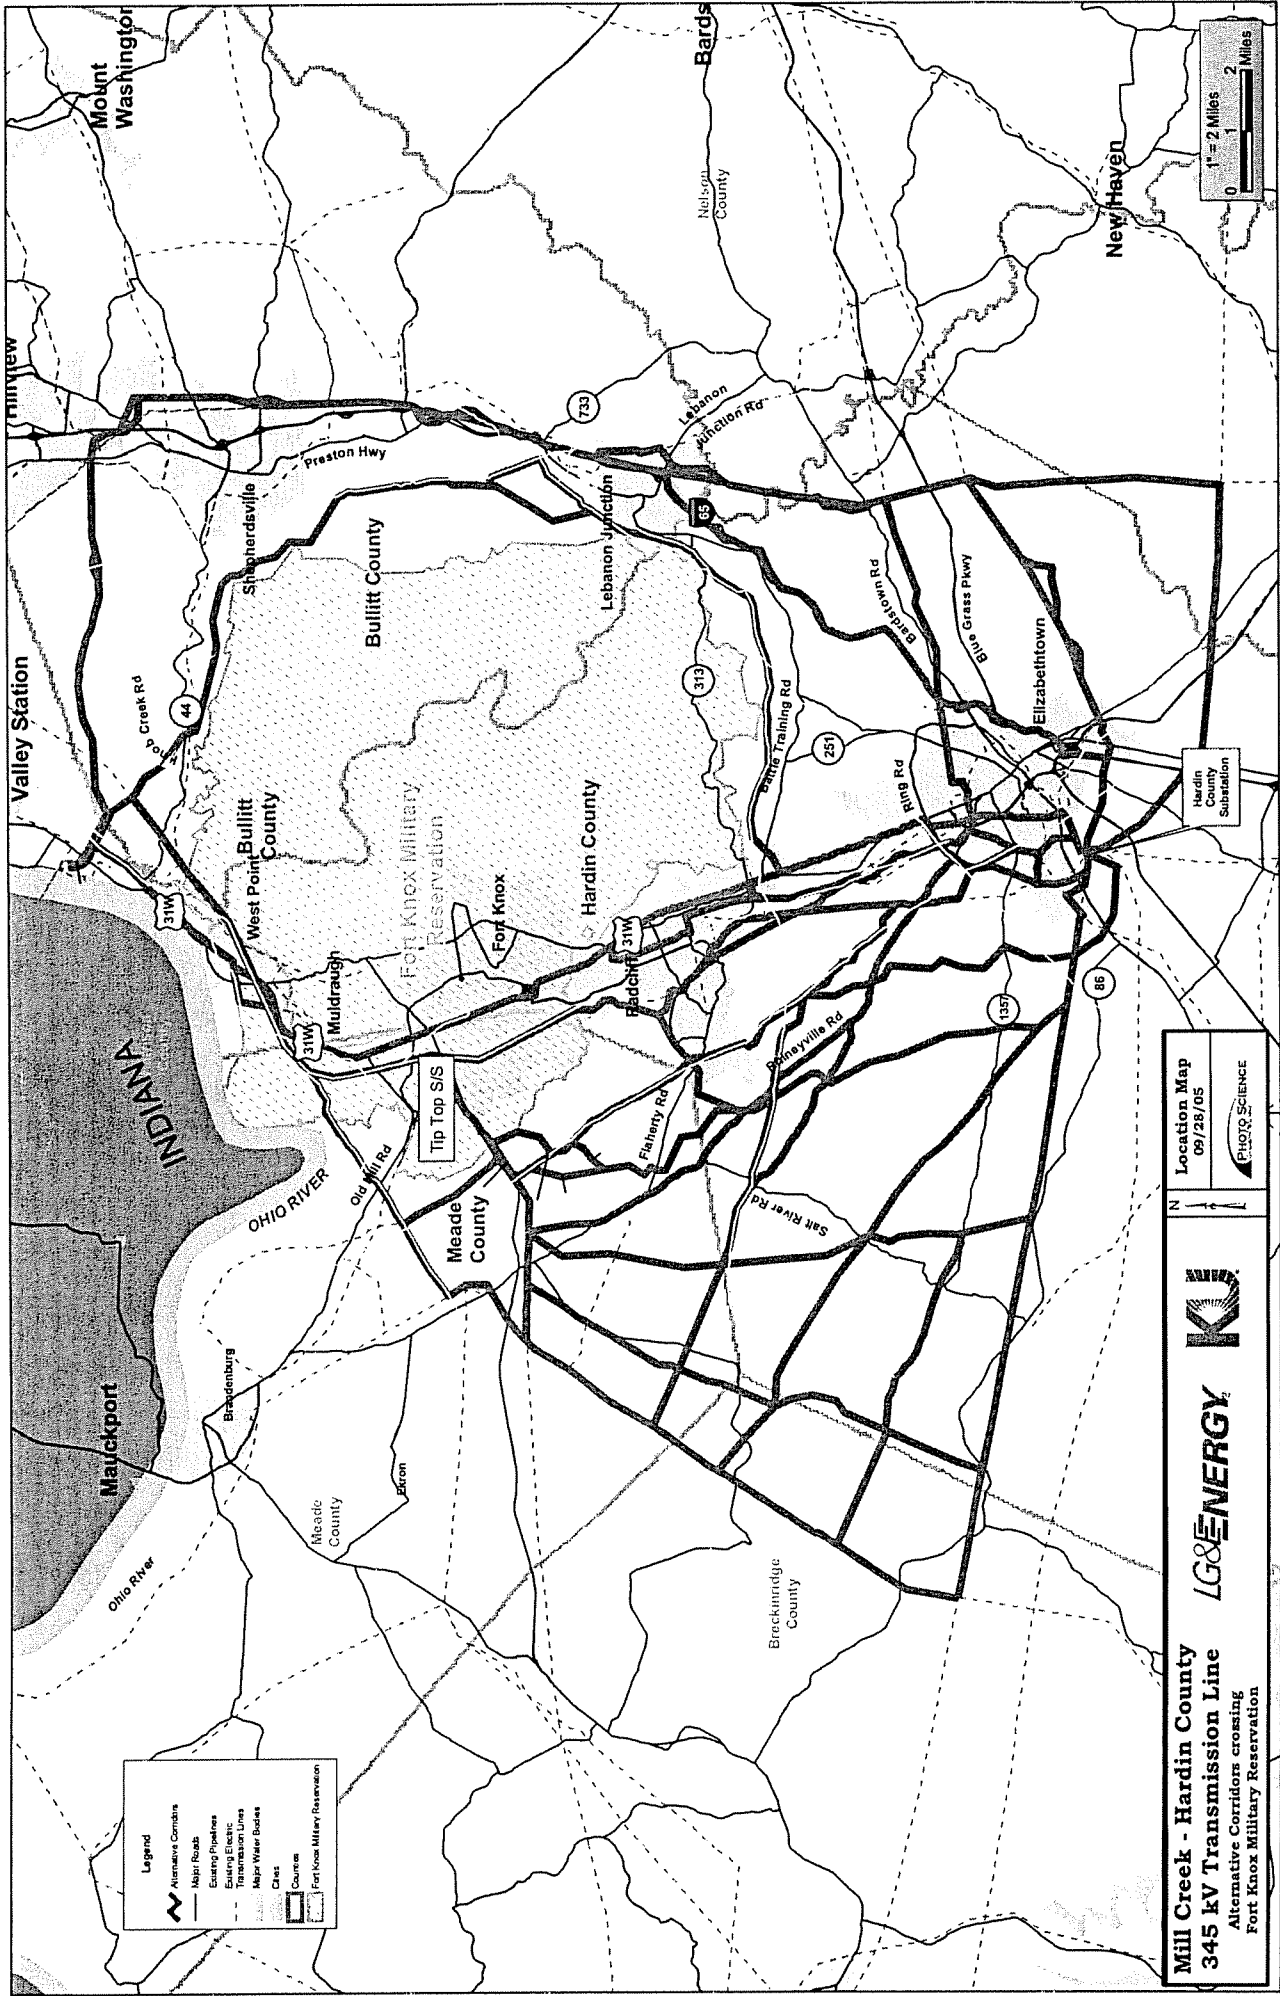 Mount
Washington
Bards
Nelson
County
New Haven
1" = 2 Miles
0 1 2
Miles
Hillview
Valley Station
Shepherdsville
Preston Hwy
733
Lebanon
Junction Rd
Lebanon Junction
65
Bullitt County
44
Creek Rd
313
Battle Training Rd
251
Bardstown Rd
Blue Grass Pkwy
Elizabethtown
Ring Rd
Hardin
County
Substation
Bullitt
County
West Point
31W
Fort Knox Military
Reservation
Fort Knox
Hardin County
31W
Radcliff
Muldraugh
31W
Tip Top S/S
INDIANA
OHIO RIVER
Old Mill Rd
Flaherty Rd
Rineyville Rd
1357
86
Salt River Rd
Meade
County
Mauckport
Brandenburg
Ekron
Meade
County
Ohio River
Breckinridge
County
Legend
Alternative Corridors
Major Roads
Existing Pipelines
Existing Electric
Transmission Lines
Major Water Bodies
Cities
Counties
Fort Knox Military Reservation
Mill Creek - Hardin County
345 kV Transmission Line
Alternative Corridors crossing
Fort Knox Military Reservation
LG&ENERGY
KU
N
Location Map
09/28/05
PHOTO SCIENCE